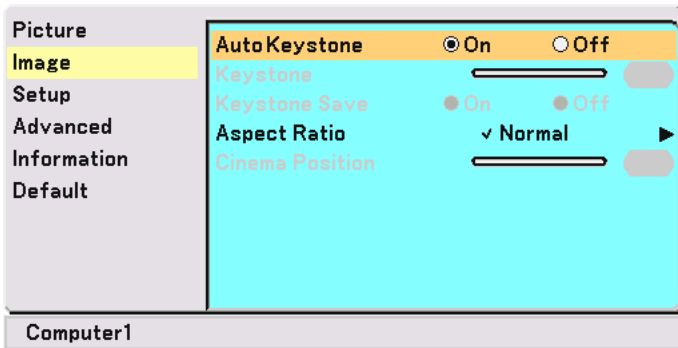 Picture
Image
Setup
Advanced
Information
Default
Auto Keystone On Off
Keystone
Keystone Save On Off
Aspect Ratio ✓ Normal ▶
Cinema Position
Computer1